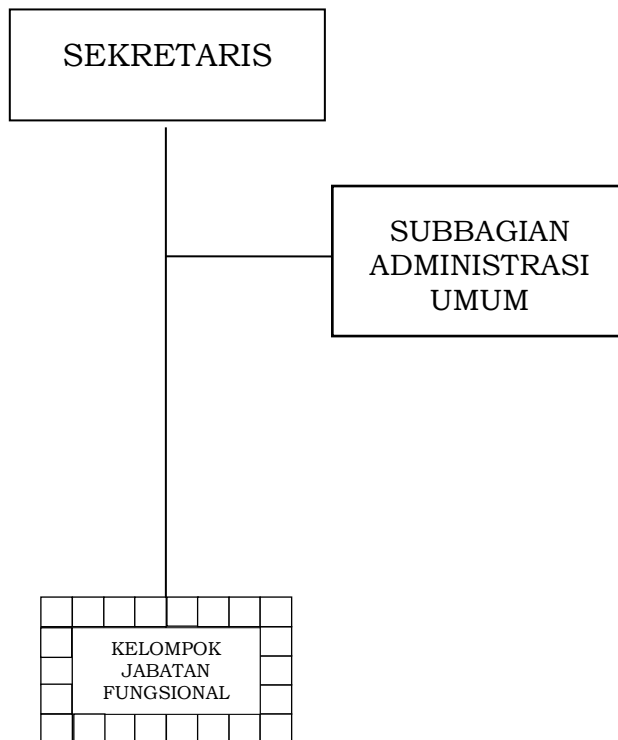 SEKRETARIS
SUBBAGIAN
ADMINISTRASI
UMUM
KELOMPOK
JABATAN
FUNGSIONAL